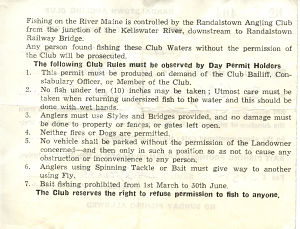 Fishing on the River Maine is controlled by the Randalstown Angling Club
from the junction of the Kellswater River, downstream to Randalstown
Railway Bridge.
Any person found fishing these Club Waters without the permission of
the Club will be prosecuted.
The following Club Rules must be observed by Day Permit Holders
1. This permit must be produced on demand of the Club Bailiff, Con-
stabulary Officer, or Member of the Club.
2. No fish under ten (10) inches may be taken; Utmost care must be
taken when returning undersized fish to the water and this should be
done with wet hands.
3. Anglers must use Styles and Bridges provided, and no damage must
be done to property or fences, or gates left open.
4. Neither fires or Dogs are permitted.
5. No vehicle shall be parked without the permission of the Landowner
concerned—and then only in such a position so as not to cause any
obstruction or inconvenience to any person.
6. Anglers using Spinning Tackle or Bait must give way to another
using Fly.
7. Bait fishing prohibited from 1st March to 30th June.
The Club reserves the right to refuse permission to fish to anyone.